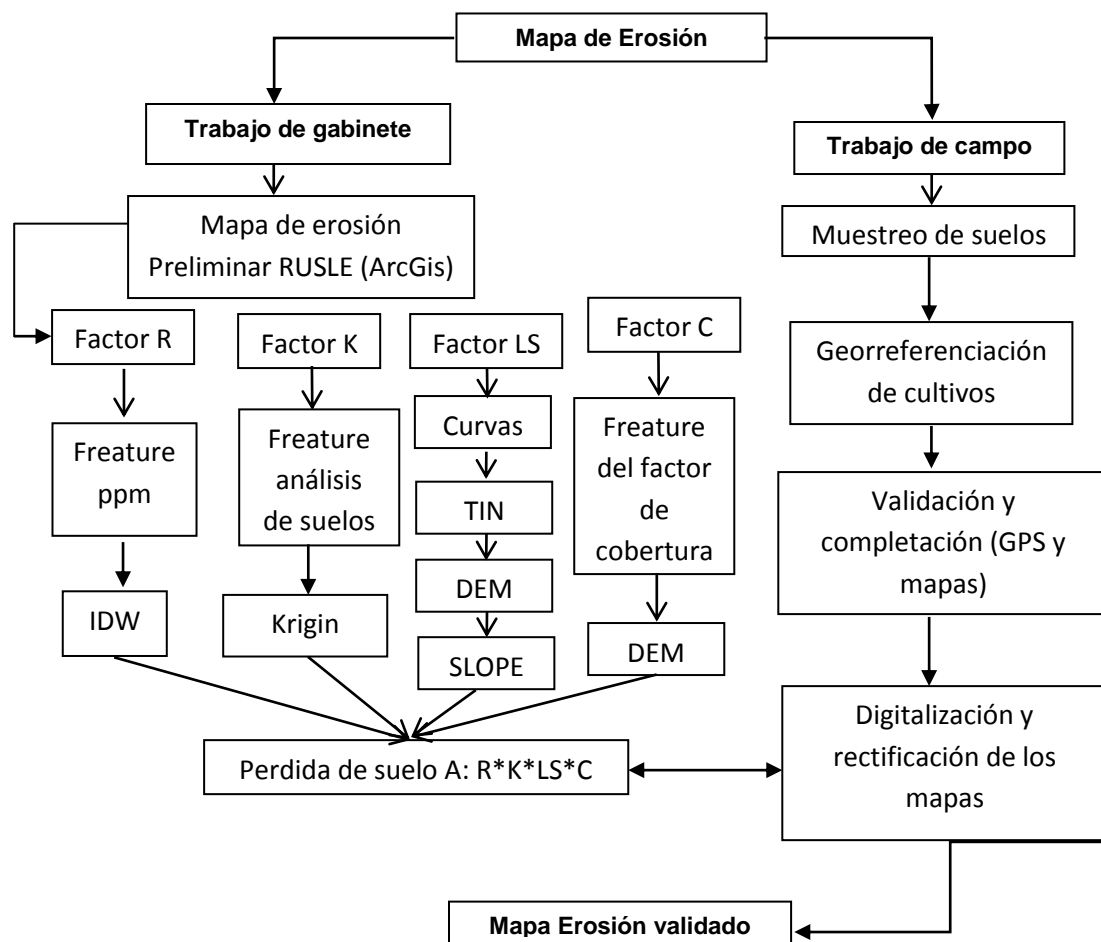 Mapa de Erosión
Trabajo de gabinete
Trabajo de campo
Mapa de erosión
Preliminar RUSLE (ArcGis)
Muestreo de suelos
Factor R
Factor K
Factor LS
Factor C
Georreferenciación
de cultivos
Freature
ppm
Freature
análisis
de suelos
Curvas
TIN
DEM
SLOPE
Freature
del factor
de
cobertura
Validación y
completación (GPS y
mapas)
IDW
Krigin
DEM
Digitalización y
rectificación de los
mapas
Perdida de suelo A: R*K*LS*C
Mapa Erosión validado